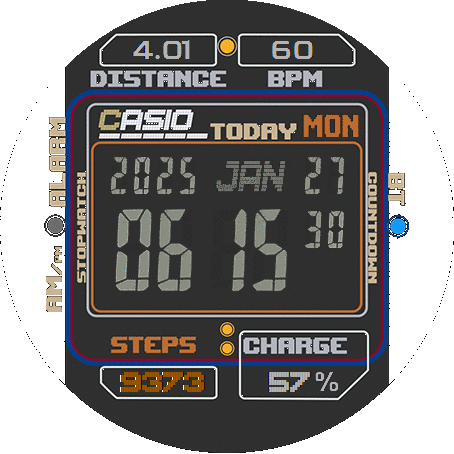 4.01 60
DISTANCE BPM
CASIO TODAY MON
2025 JAN 27
06 15 30
ALARM
AM/PM
STOPWATCH
BT
COUNTDOWN
STEPS CHARGE
9373 57%